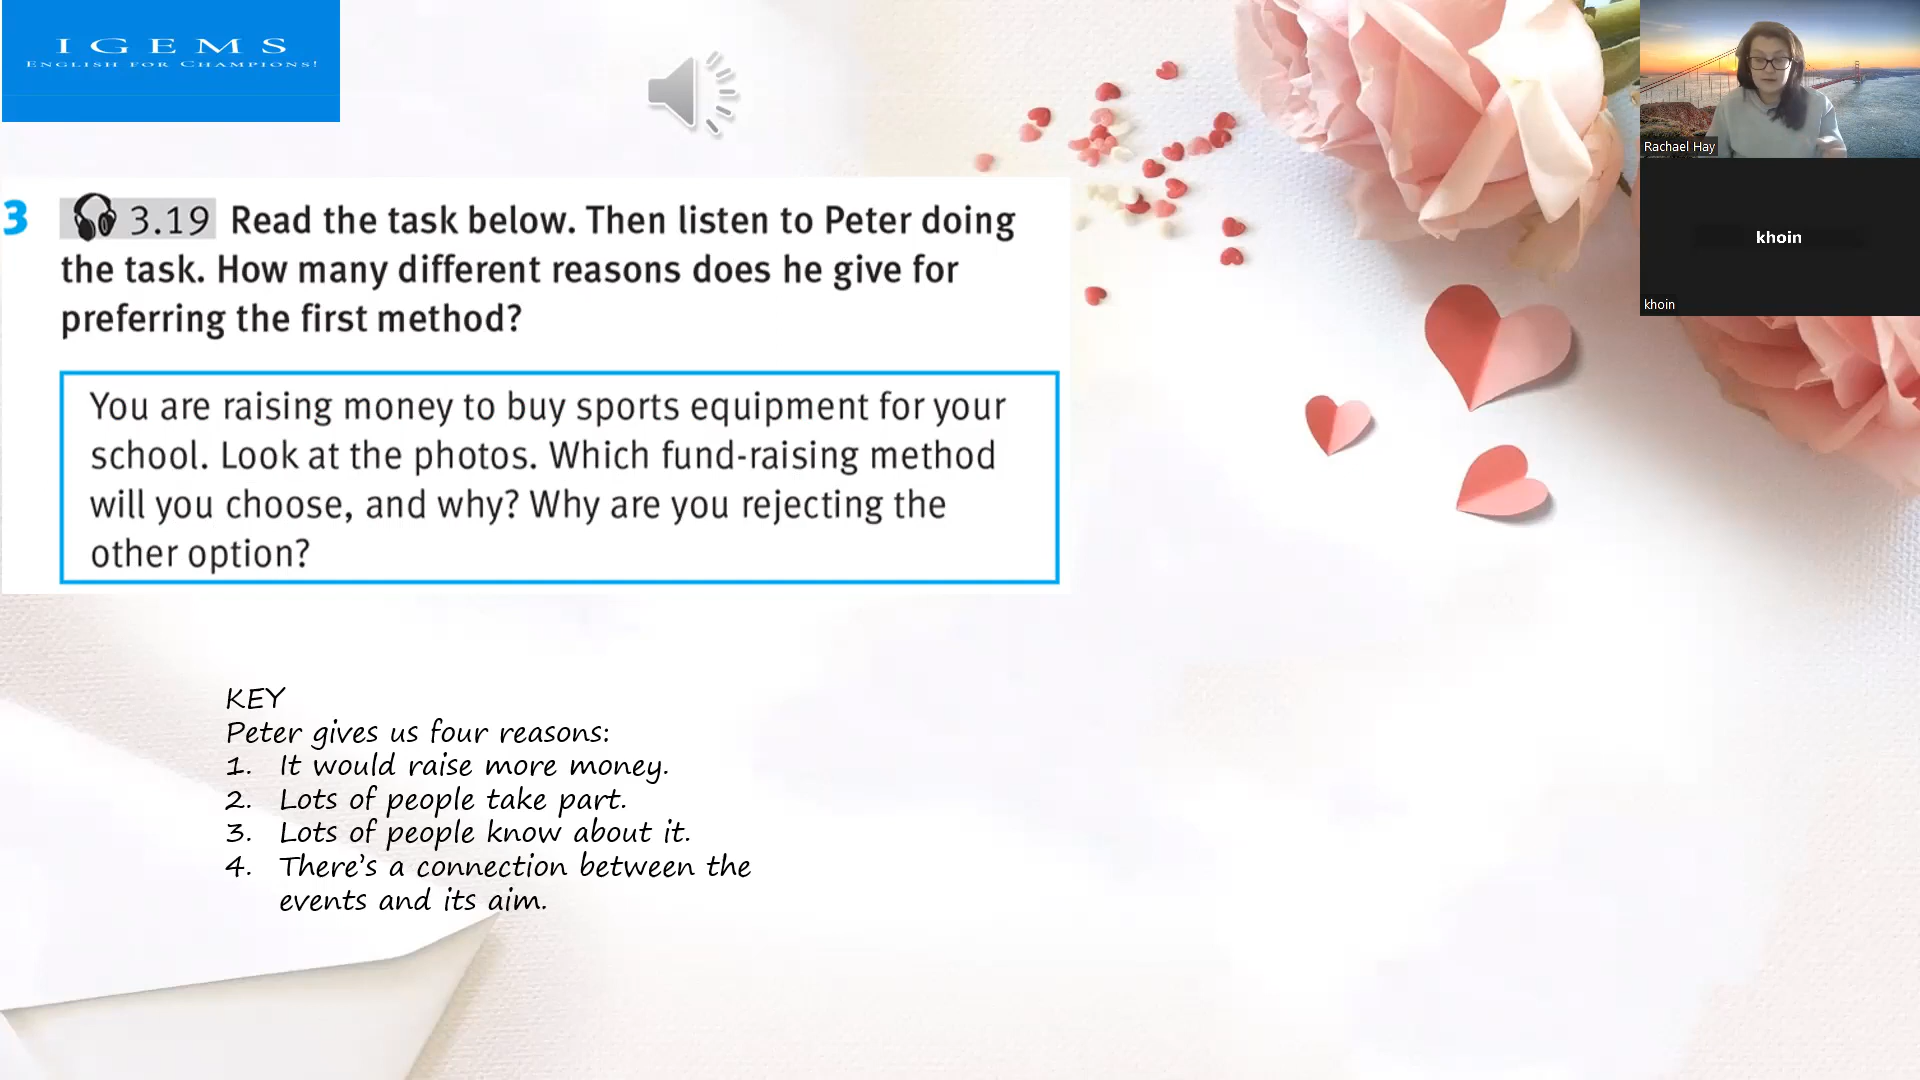 IGEMS
ENGLISH FOR CHAMPIONS!
3 3.19 Read the task below. Then listen to Peter doing
the task. How many different reasons does he give for
preferring the first method?
You are raising money to buy sports equipment for your
school. Look at the photos. Which fund-raising method
will you choose, and why? Why are you rejecting the
other option?
KEY
Peter gives us four reasons:
1. It would raise more money.
2. Lots of people take part.
3. Lots of people know about it.
4. There's a connection between the
events and its aim.
Rachael Hay
khoin
khoin